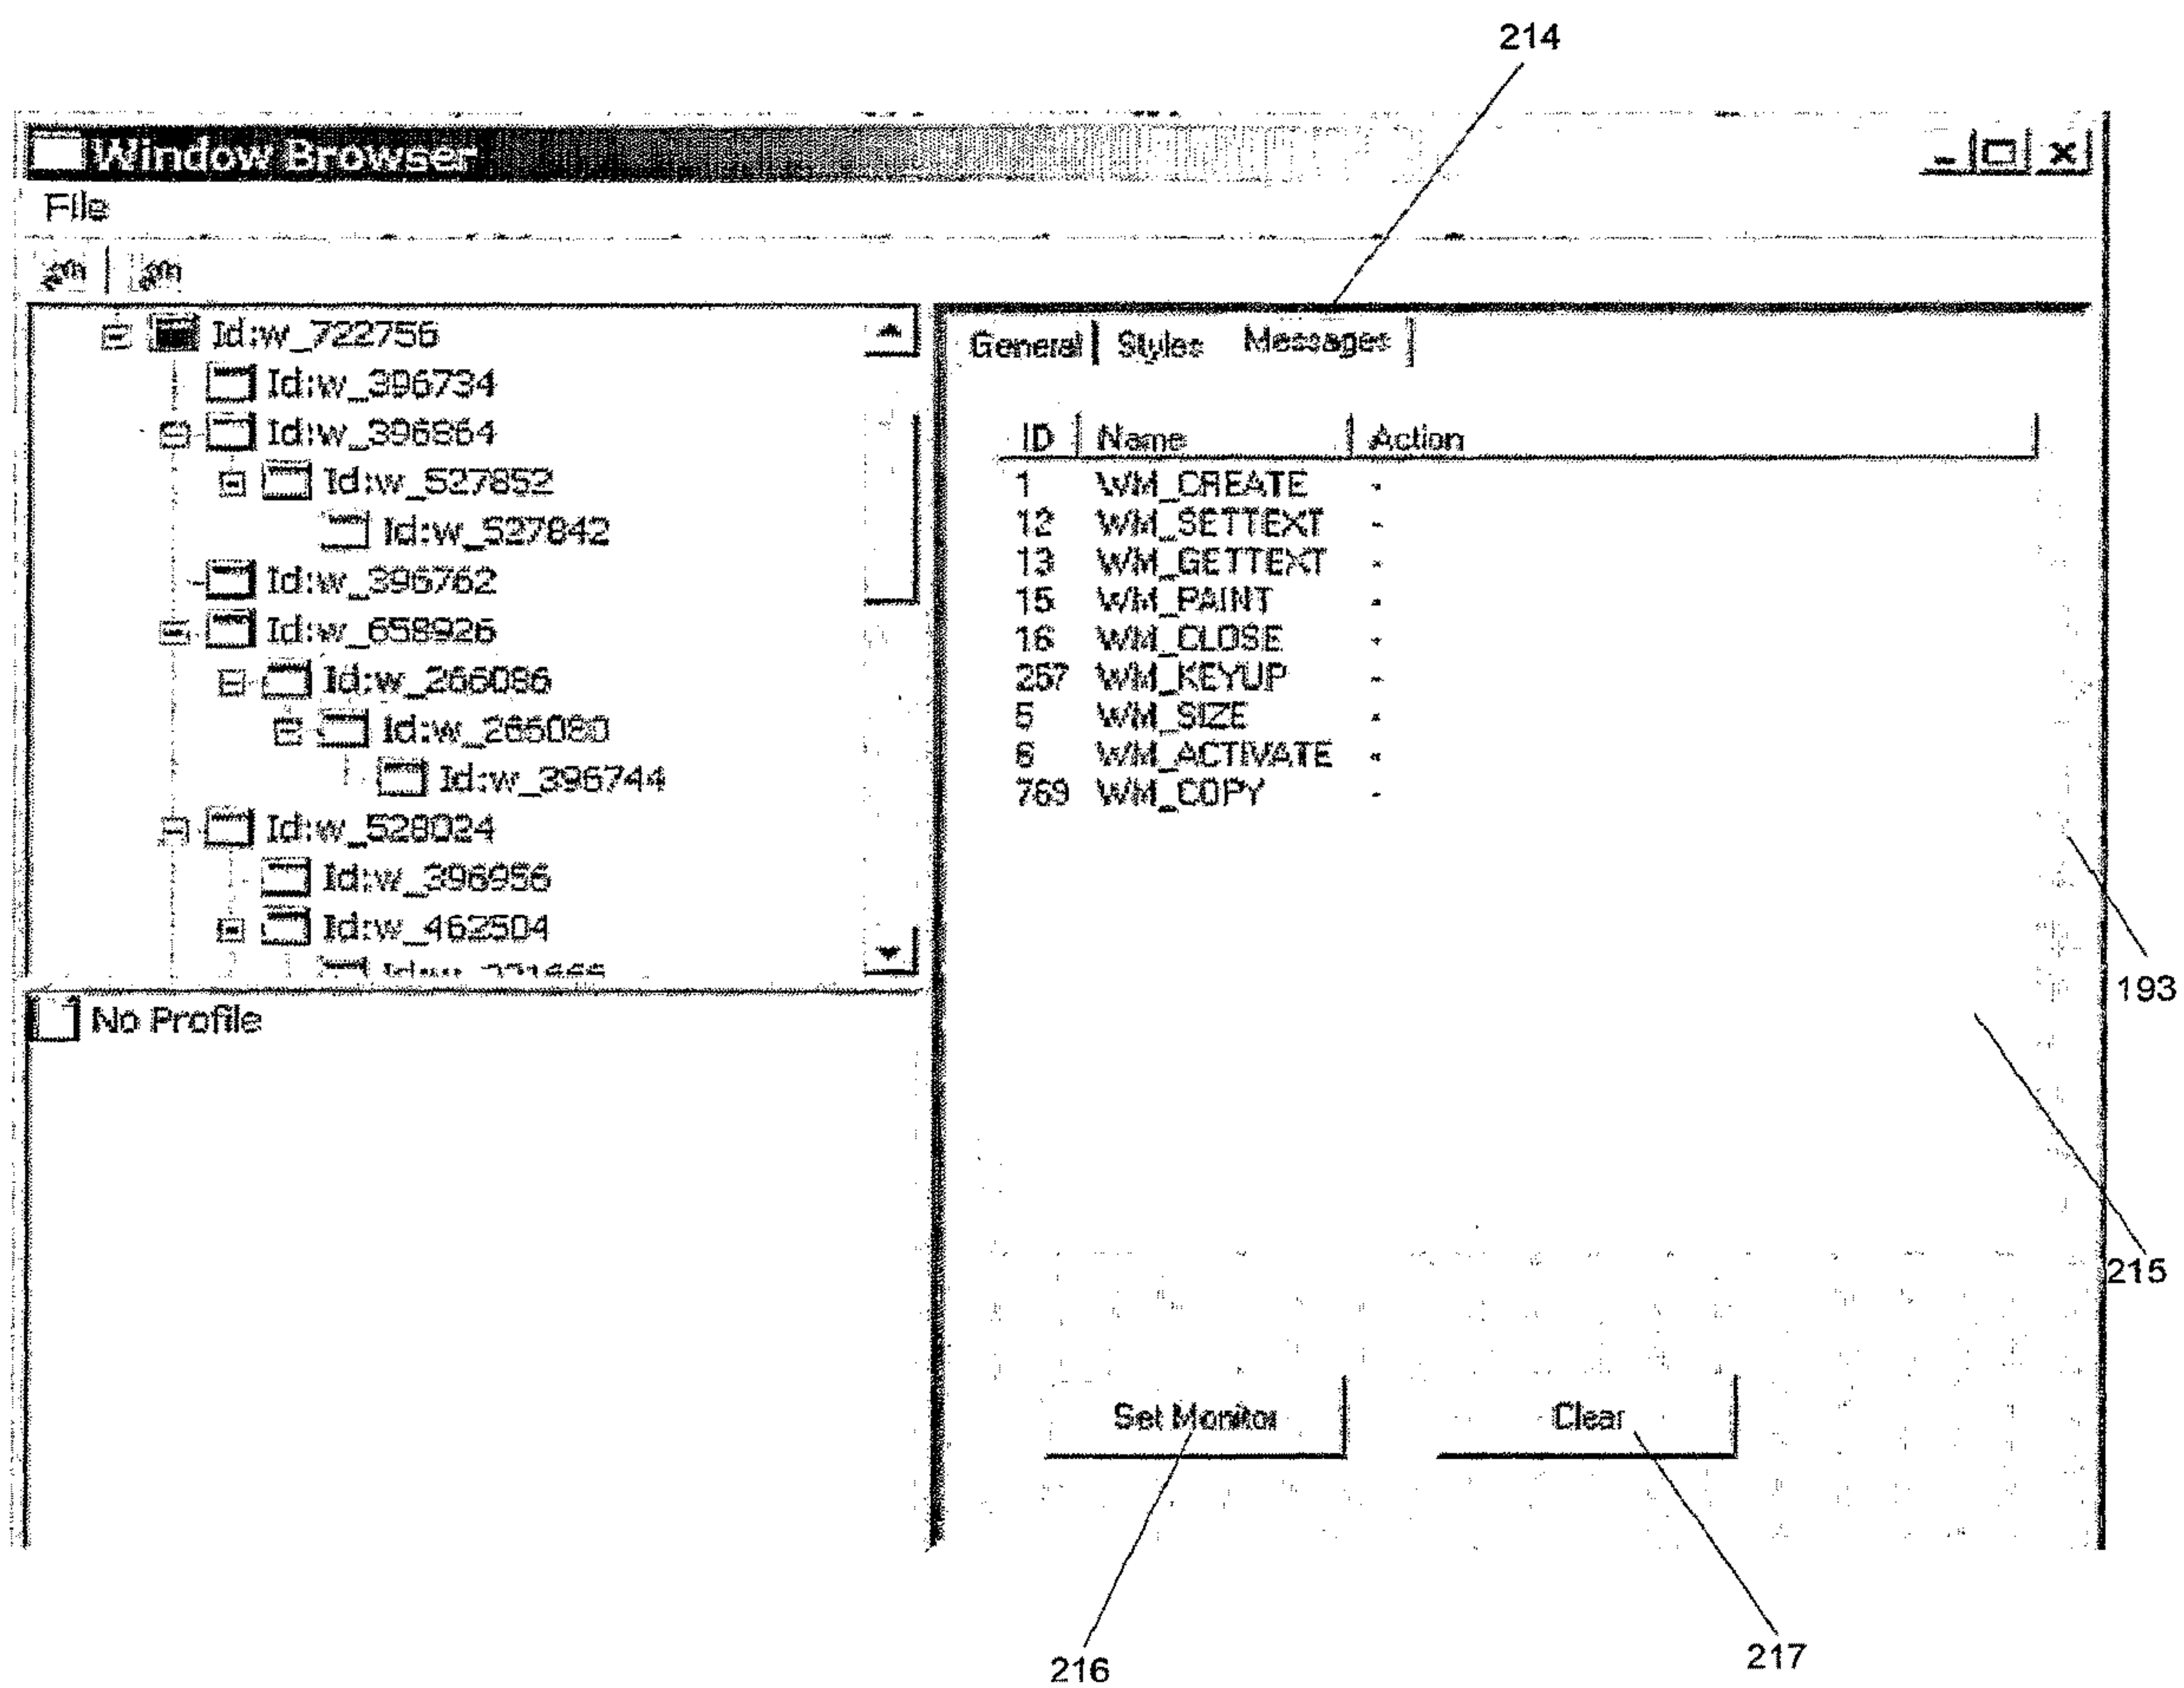 214
Window Browser
File
Id:w_722756
Id:w_396734
Id:w_396864
Id:w_527852
Id:w_527842
Id:w_396762
Id:w_658926
Id:w_266086
Id:w_266080
Id:w_396744
Id:w_528024
Id:w_396956
Id:w_462504
No Profile
General Styles Messages
ID Name Action
1 WM_CREATE -
12 WM_SETTEXT -
13 WM_GETTEXT -
15 WM_PAINT -
16 WM_CLOSE -
257 WM_KEYUP -
5 WM_SIZE -
6 WM_ACTIVATE -
769 WM_COPY -
193
215
Set Monitor Clear
216
217